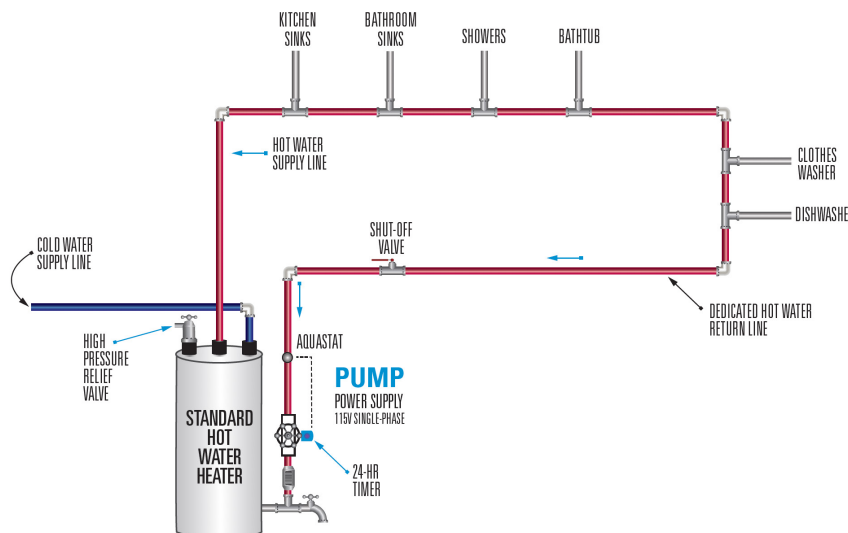 KITCHEN
SINKS
BATHROOM
SINKS
SHOWERS
BATHTUB
HOT WATER
SUPPLY LINE
CLOTHES
WASHER
DISHWASHE
COLD WATER
SUPPLY LINE
SHUT-OFF
VALVE
DEDICATED HOT WATER
RETURN LINE
HIGH
PRESSURE
RELIEF
VALVE
AQUASTAT
PUMP
POWER SUPPLY
115V SINGLE-PHASE
STANDARD
HOT
WATER
HEATER
24-HR
TIMER